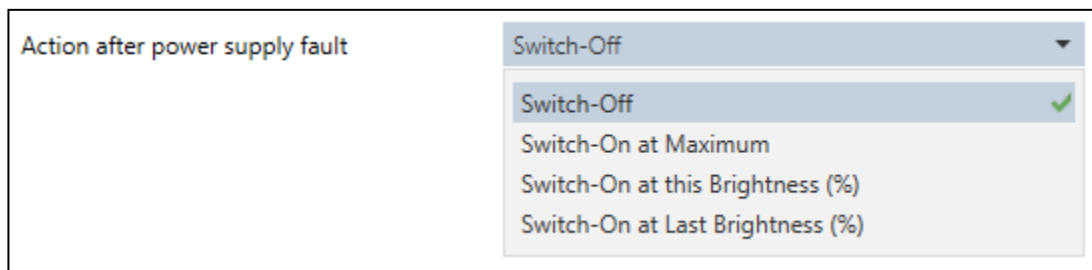 Action after power supply fault
Switch-Off
Switch-Off
Switch-On at Maximum
Switch-On at this Brightness (%)
Switch-On at Last Brightness (%)